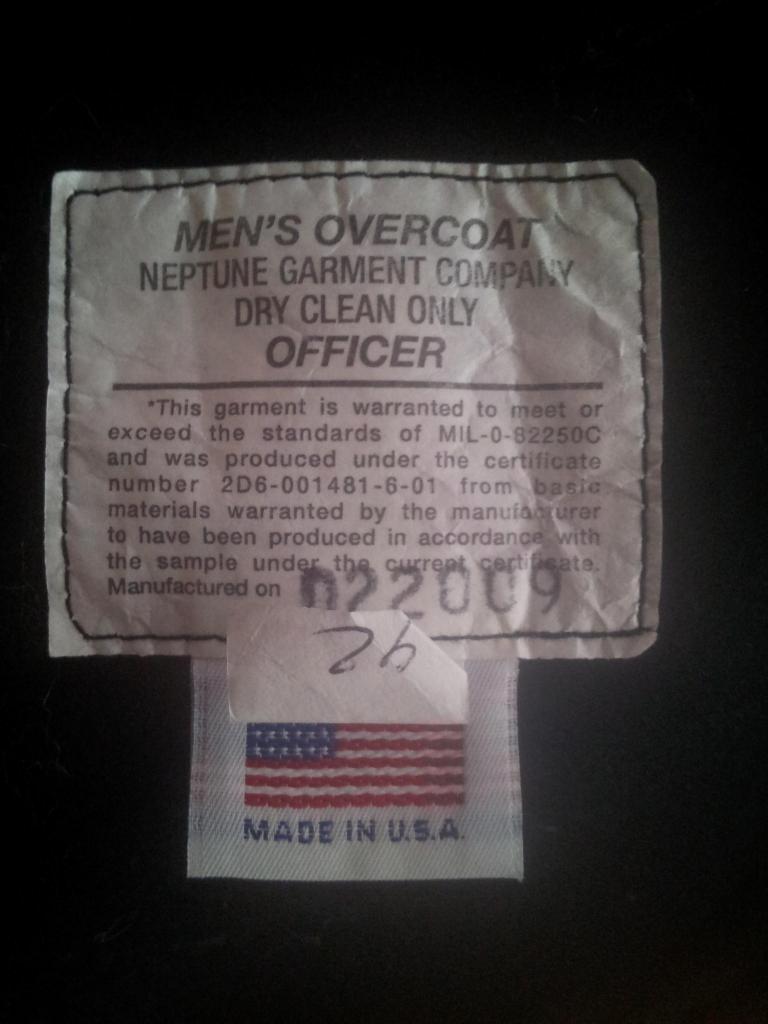 MEN'S OVERCOAT
NEPTUNE GARMENT COMPANY
DRY CLEAN ONLY
OFFICER
*This garment is warranted to meet or
exceed the standards of MIL-0-82250C
and was produced under the certificate
number 2D6-001481-6-01 from basic
materials warranted by the manufacturer
to have been produced in accordance with
the sample under the current certificate.
Manufactured on 022009
26
MADE IN U.S.A.